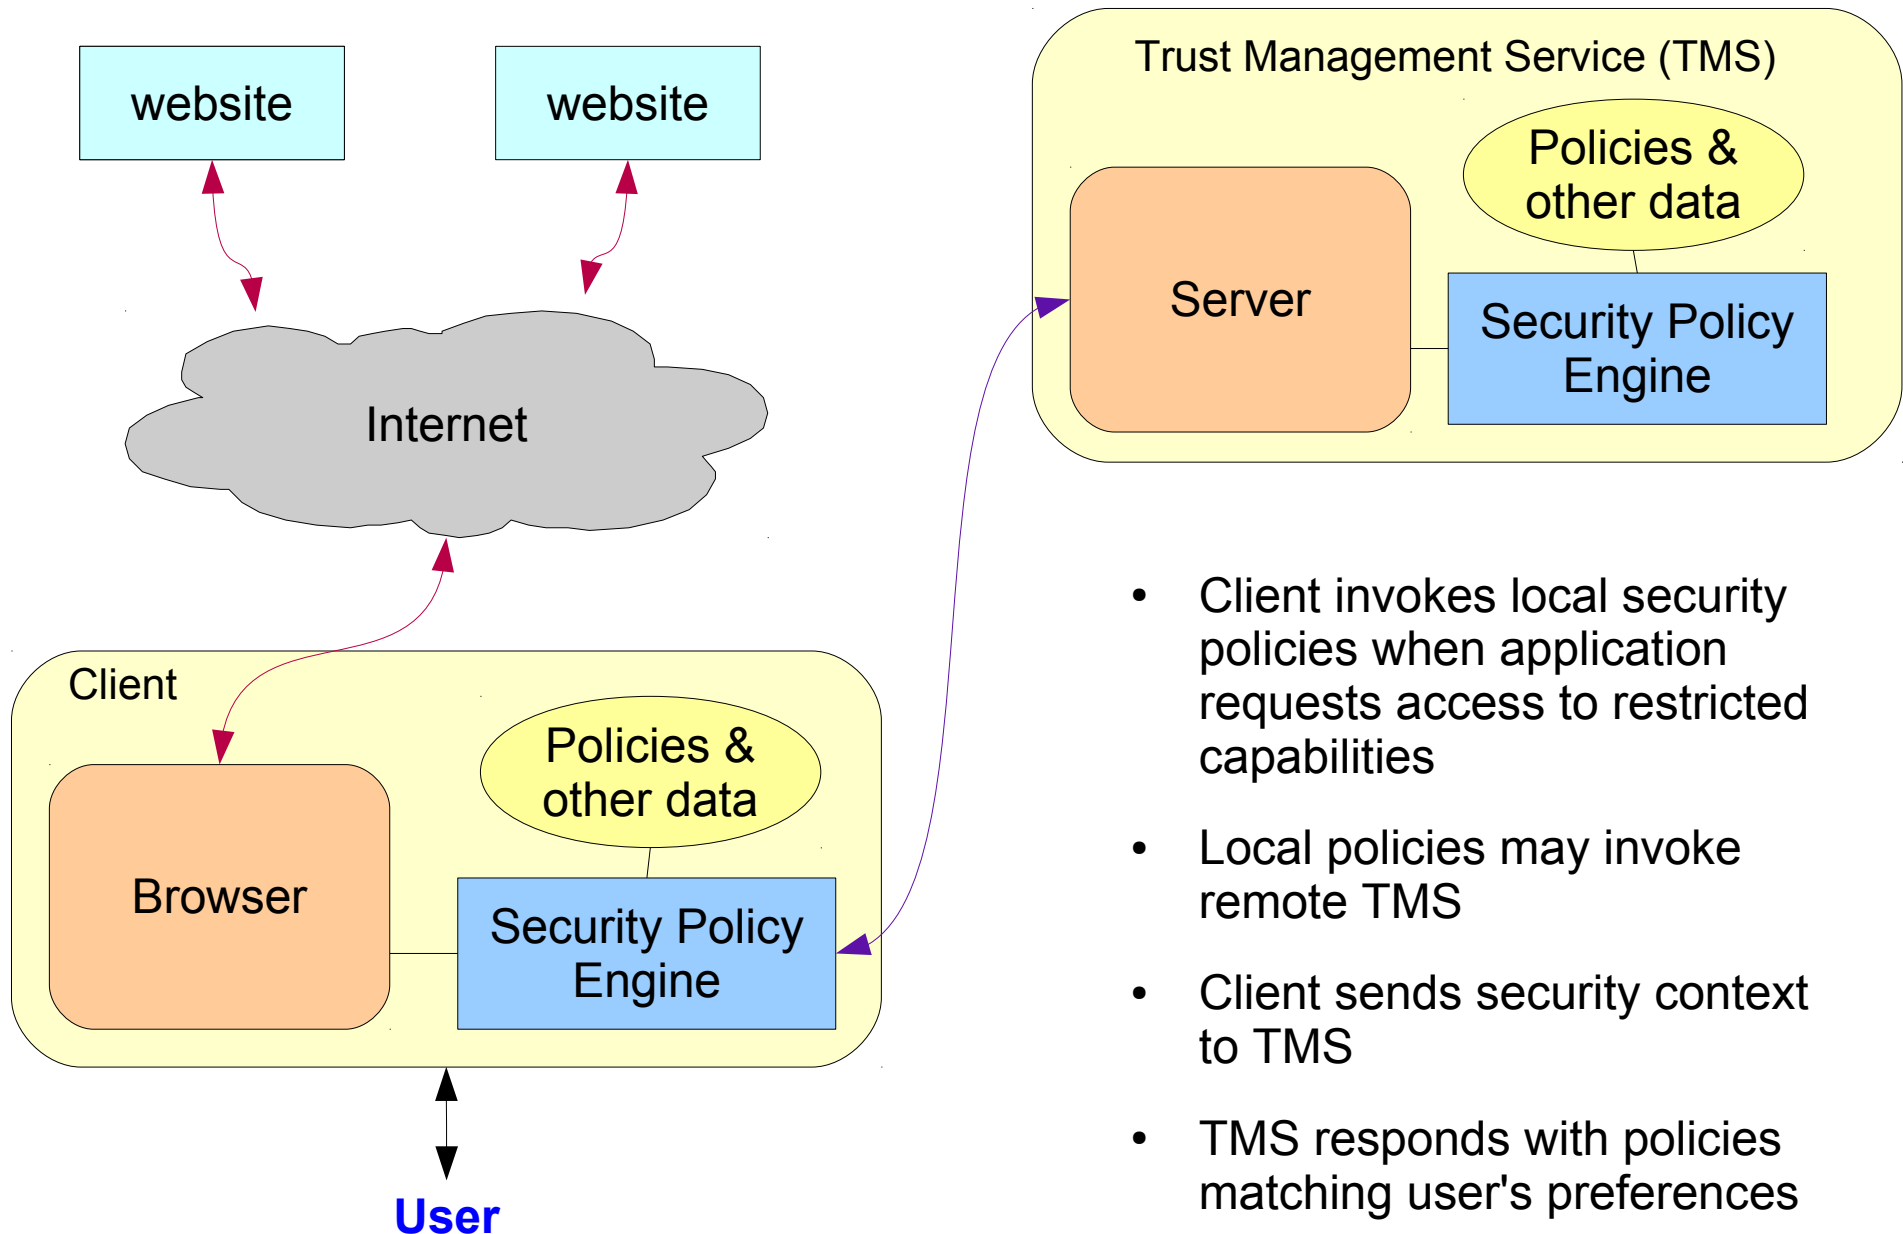 website
website
Trust Management Service (TMS)
Policies &
other data
Server
Security Policy
Engine
Internet
Client
Policies &
other data
Browser
Security Policy
Engine
User
• Client invokes local security
policies when application
requests access to restricted
capabilities
• Local policies may invoke
remote TMS
• Client sends security context
to TMS
• TMS responds with policies
matching user's preferences